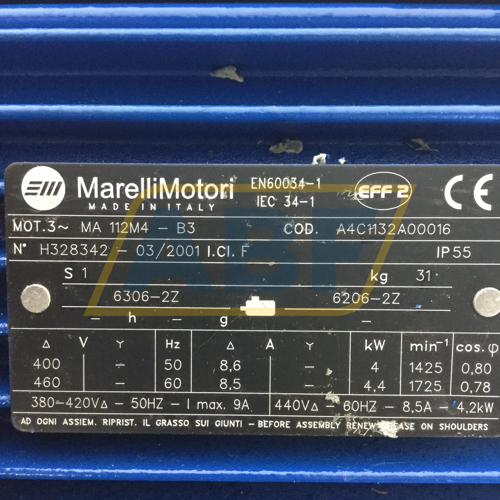 MarelliMotori
MADE IN ITALY
EN60034-1
IEC 34-1
EFF 2
CE
MOT.3~ MA 112M4 - B3 COD. A4C1132A00016
N° H328342 - 03/2001 I.Cl. F IP55
S 1 kg 31
6306-2Z 6206-2Z
- h - g
Δ V Y Hz Δ A Y kW min⁻¹ cos.φ
400 - 50 8,6 - 4 1425 0,80
460 - 60 8,5 - 4,4 1725 0,78
380-420VΔ - 50HZ - I max. 9A 440VΔ - 60HZ - 8,5A - 4,2kW
AD OGNI ASSIEM. RIPRIST. IL GRASSO SUI GIUNTI - BEFORE ASSEMBLY RENEW GREASE ON SHOULDERS
ABF